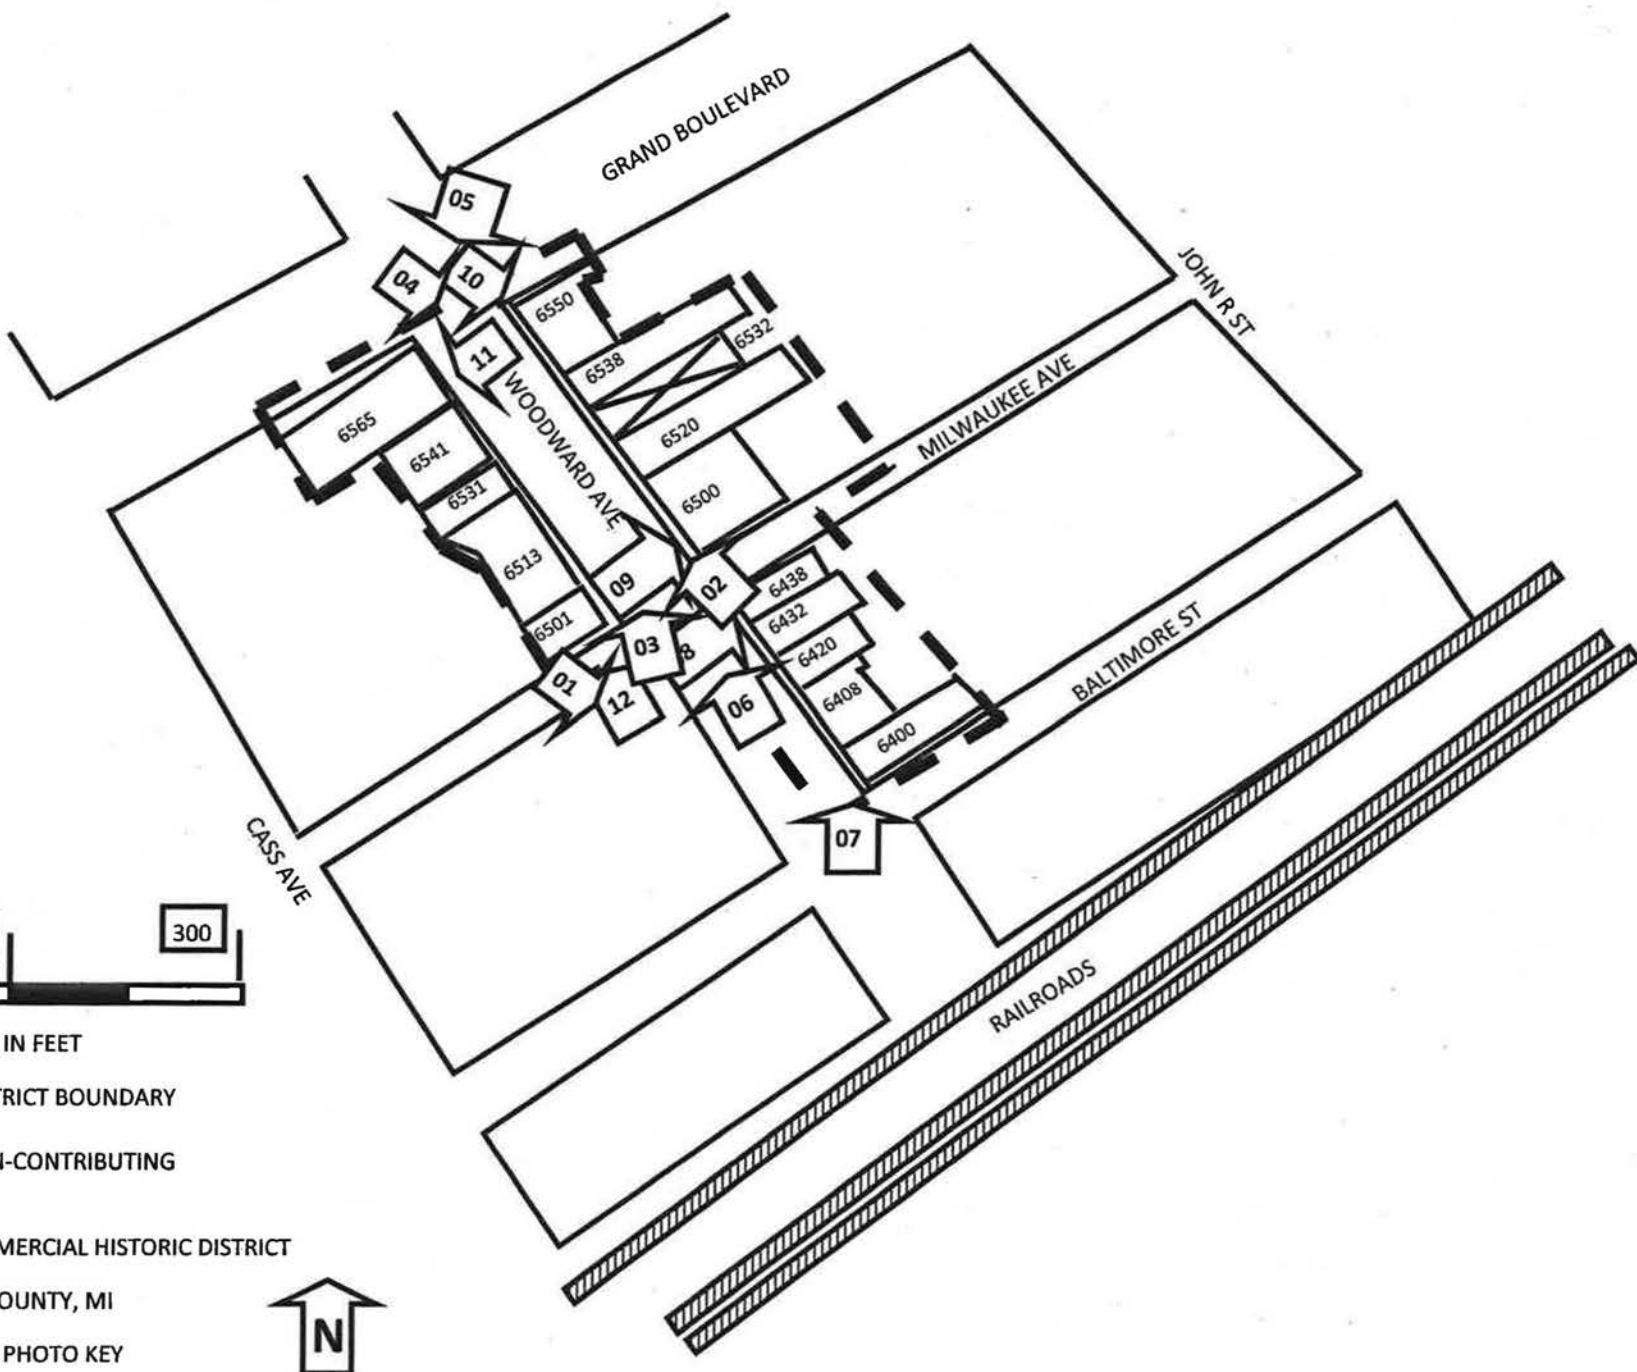 GRAND BOULEVARD
05
04
10
JOHN R ST
6550
6532
11
6538
MILWAUKEE AVE
WOODWARD AVE
6565
6520
6541
6531
6500
6513
09
02
6438
6432
6501
03
8
6420
BALTIMORE ST
01
12
06
6408
6400
07
CASS AVE
300
RAILROADS
IN FEET
TRICT BOUNDARY
N-CONTRIBUTING
MERCIAL HISTORIC DISTRICT
OUNTY, MI
N
PHOTO KEY